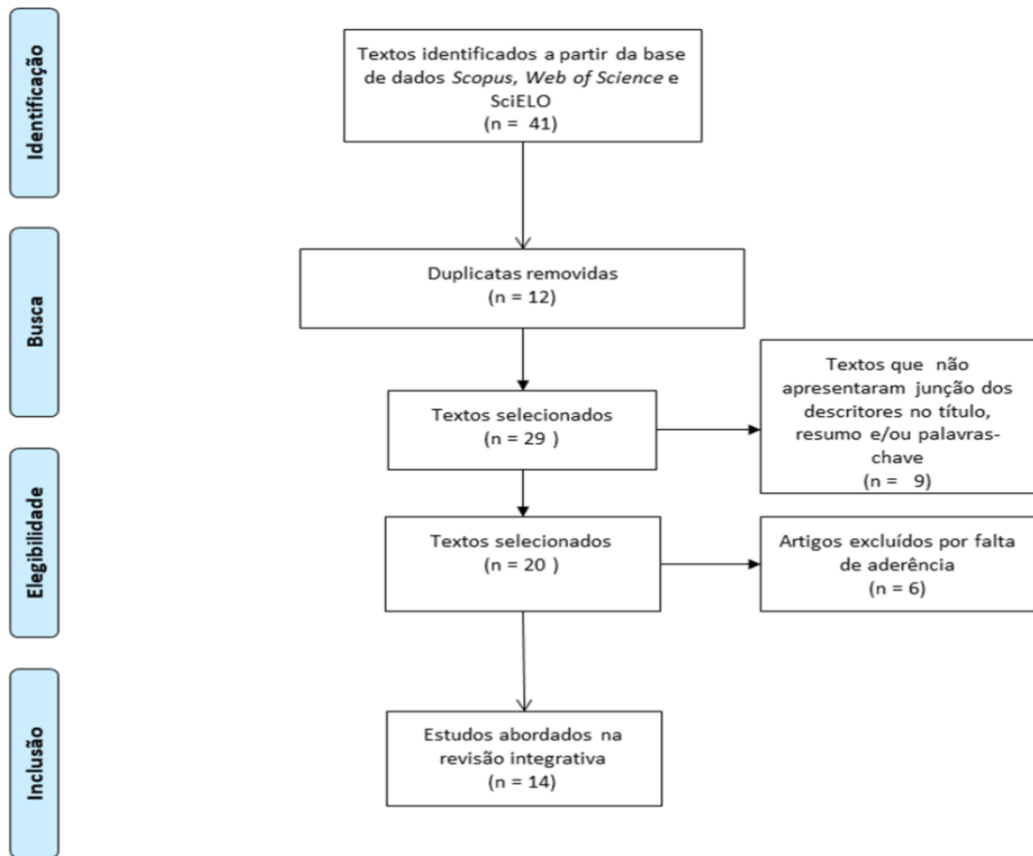 Identificação
Textos identificados a partir da base
de dados Scopus, Web of Science e
SciELO
(n = 41)
Busca
Duplicatas removidas
(n = 12)
Textos selecionados
(n = 29 )
Textos que não
apresentaram junção dos
descritores no título,
resumo e/ou palavras-
chave
(n = 9)
Elegibilidade
Textos selecionados
(n = 20 )
Artigos excluídos por falta
de aderência
(n = 6)
Inclusão
Estudos abordados na
revisão integrativa
(n = 14)